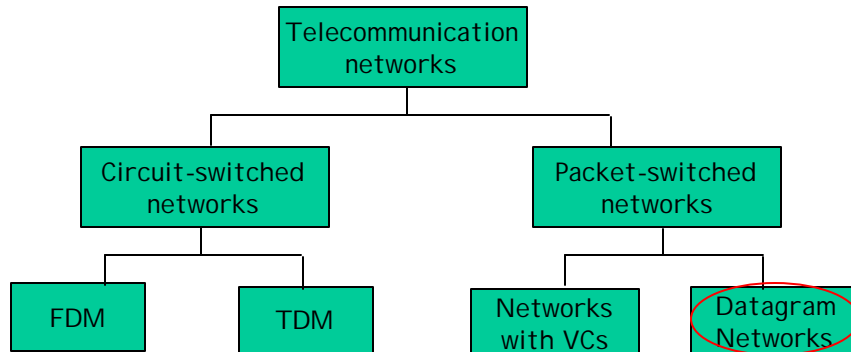 Telecommunication
networks
Circuit-switched
networks
Packet-switched
networks
FDM
TDM
Networks
with VCs
Datagram
Networks